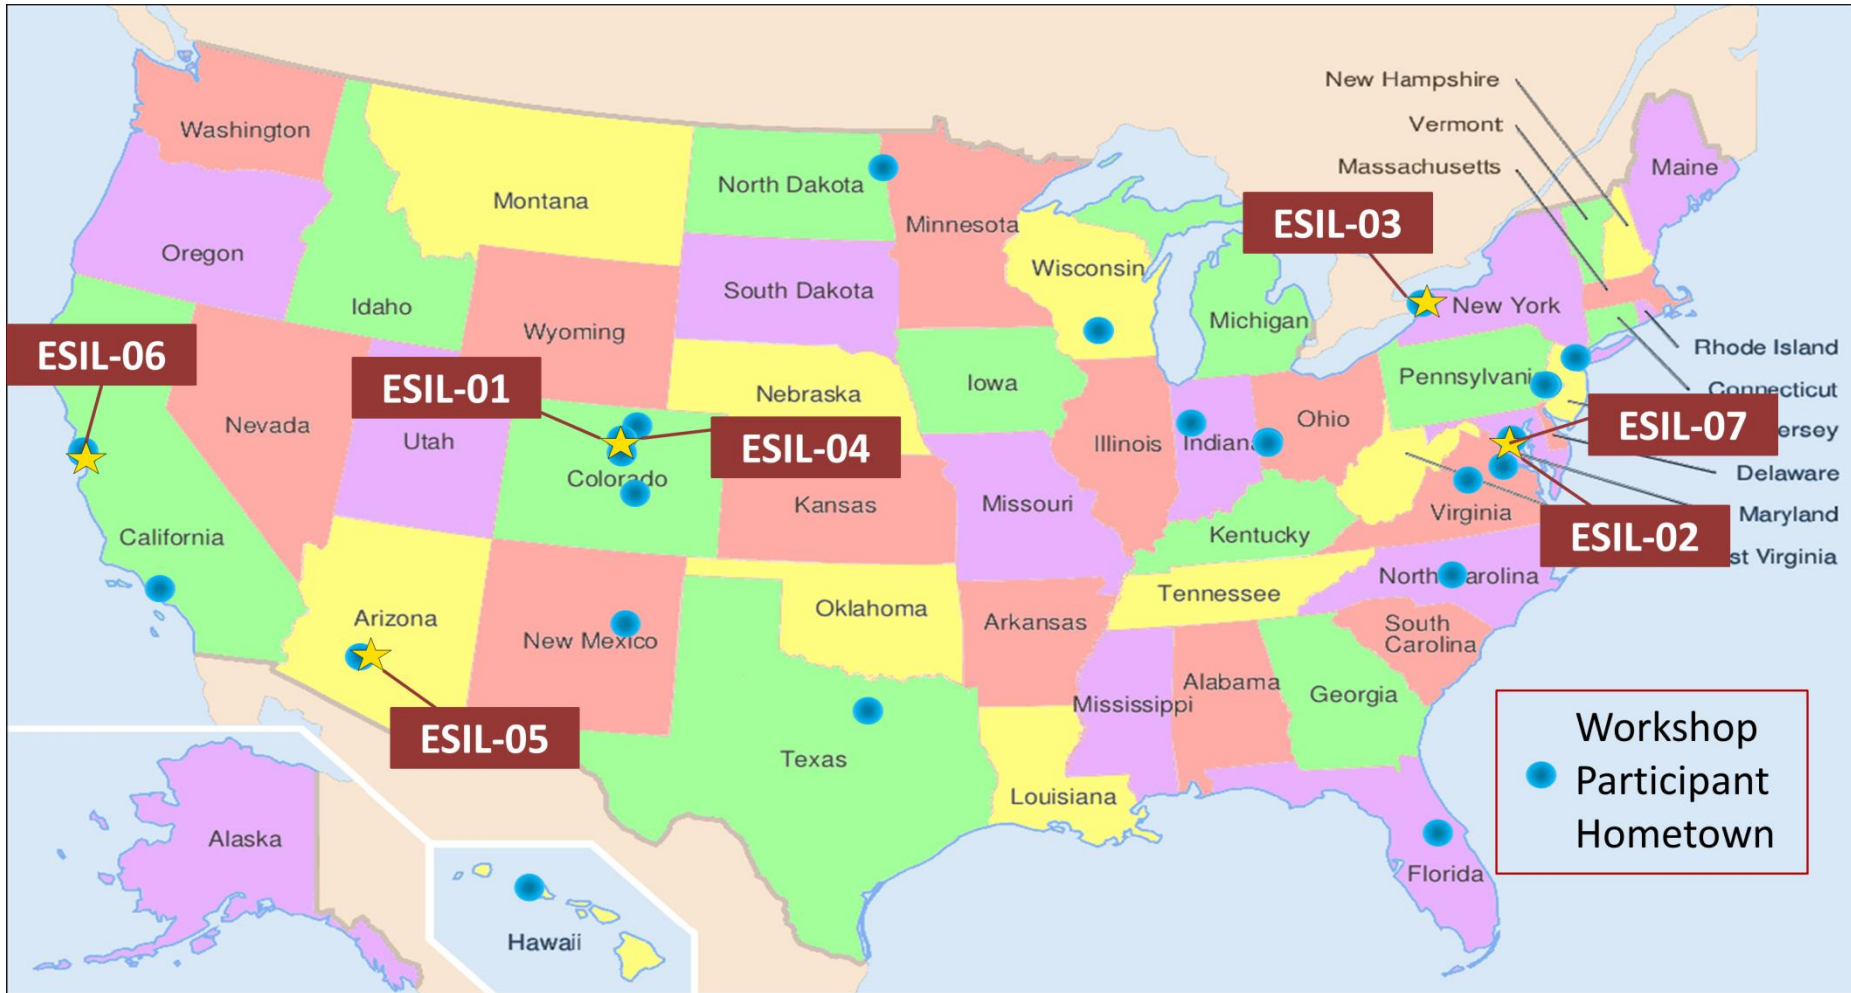 New Hampshire
Vermont
Massachusetts
Maine
Washington
Montana
North Dakota
Minnesota
ESIL-03
Oregon
Idaho
South Dakota
Wisconsin
Michigan
New York
Wyoming
Rhode Island
ESIL-06
ESIL-01
Nebraska
Iowa
Pennsylvani
Connecticut
Nevada
Utah
ESIL-04
Illinois
Indiana
Ohio
ESIL-07
ersey
Colorado
Kansas
Missouri
Delaware
California
Kentucky
Virginia
Maryland
ESIL-02
st Virginia
Arizona
New Mexico
Oklahoma
Arkansas
Tennessee
North Carolina
South
Carolina
ESIL-05
Texas
Mississippi
Alabama
Georgia
Louisiana
Florida
Alaska
Hawaii
Workshop
Participant
Hometown